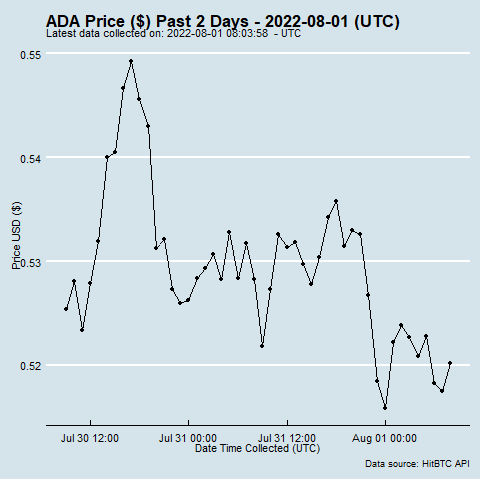 ADA Price ($) Past 2 Days - 2022-08-01 (UTC)
Latest data collected on: 2022-08-01 08:03:58 - UTC
0.55
0.54
0.53
0.52
Price USD ($)
Jul 30 12:00 Jul 31 00:00 Jul 31 12:00 Aug 01 00:00
Date Time Collected (UTC)
Data source: HitBTC API